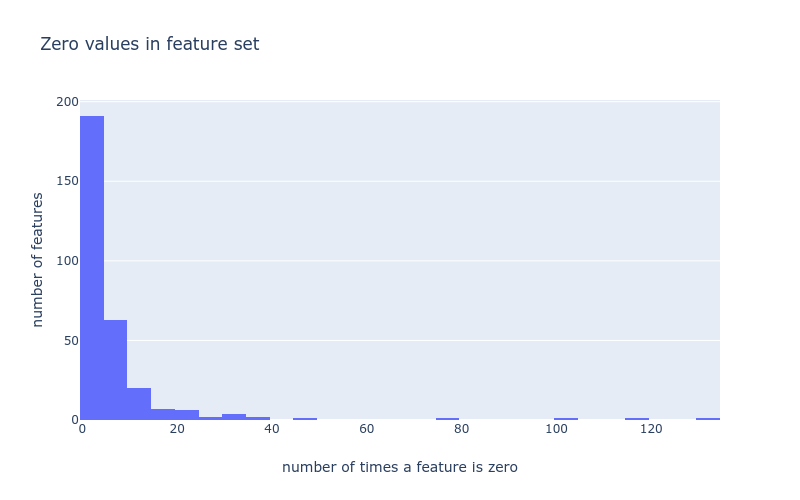 Zero values in feature set
200
150
100
50
0
number of features
0 20 40 60 80 100 120
number of times a feature is zero